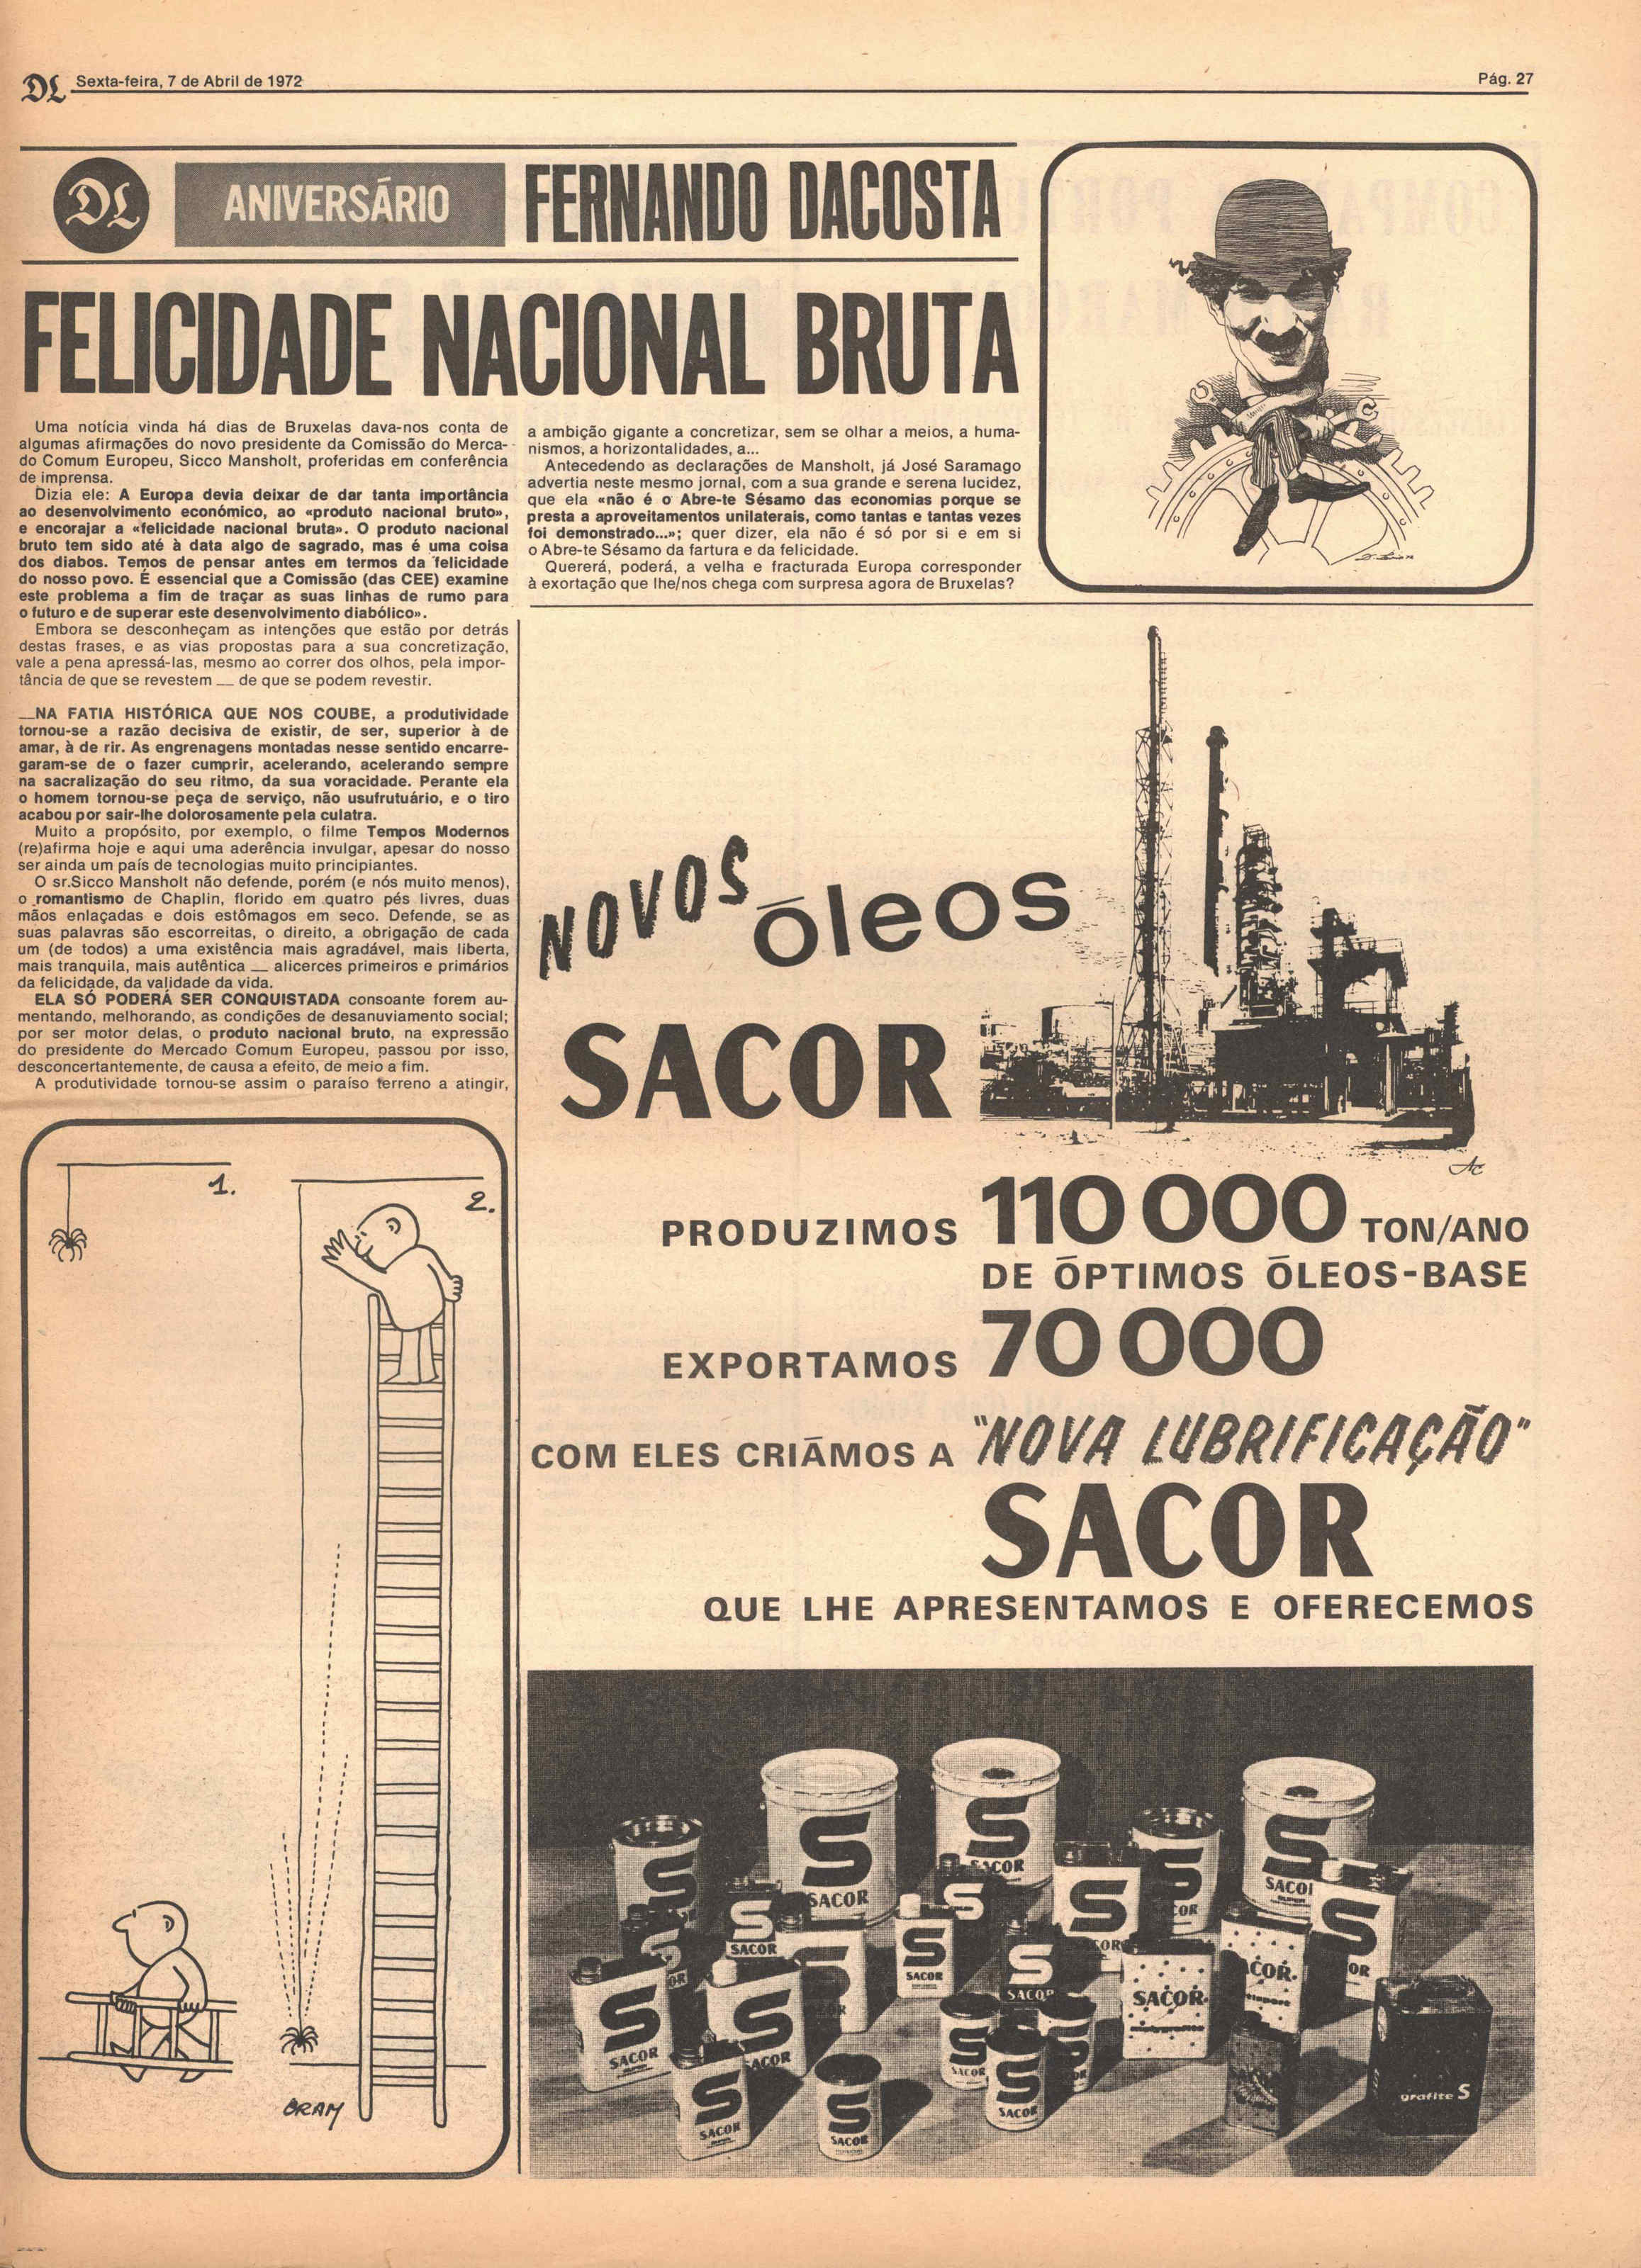 DL Sexta-feira, 7 de Abril de 1972
Pág. 27
DL
ANIVERSÁRIO
FERNANDO DACOSTA
FELICIDADE NACIONAL BRUTA
Uma notícia vinda há dias de Bruxelas dava-nos conta de
algumas afirmações do novo presidente da Comissão do Merca-
do Comum Europeu, Sicco Mansholt, proferidas em conferência
de imprensa.
Dizia ele: A Europa devia deixar de dar tanta importância
ao desenvolvimento económico, ao «produto nacional bruto»,
e encorajar a «felicidade nacional bruta». O produto nacional
bruto tem sido até à data algo de sagrado, mas é uma coisa
dos diabos. Temos de pensar antes em termos da felicidade
do nosso povo. É essencial que a Comissão (das CEE) examine
este problema a fim de traçar as suas linhas de rumo para
o futuro e de superar este desenvolvimento diabólico».
Embora se desconheçam as intenções que estão por detrás
destas frases, e as vias propostas para a sua concretização,
vale a pena apressá-las, mesmo ao correr dos olhos, pela impor-
tância de que se revestem — de que se podem revestir.
—NA FATIA HISTÓRICA QUE NOS COUBE, a produtividade
tornou-se a razão decisiva de existir, de ser, superior à de
amar, à de rir. As engrenagens montadas nesse sentido encarre-
garam-se de o fazer cumprir, acelerando, acelerando sempre
na sacralização do seu ritmo, da sua voracidade. Perante ela
o homem tornou-se peça de serviço, não usufrutuário, e o tiro
acabou por sair-lhe dolorosamente pela culatra.
Muito a propósito, por exemplo, o filme Tempos Modernos
(re)afirma hoje e aqui uma aderência invulgar, apesar do nosso
ser ainda um país de tecnologias muito principiantes.
O sr.Sicco Mansholt não defende, porém (e nós muito menos),
o romantismo de Chaplin, florido em quatro pés livres, duas
mãos enlaçadas e dois estômagos em seco. Defende, se as
suas palavras são escorreitas, o direito, a obrigação de cada
um (de todos) a uma existência mais agradável, mais liberta,
mais tranquila, mais autêntica — alicerces primeiros e primários
da felicidade, da validade da vida.
ELA SÓ PODERÁ SER CONQUISTADA consoante forem au-
mentando, melhorando, as condições de desanuviamento social;
por ser motor delas, o produto nacional bruto, na expressão
do presidente do Mercado Comum Europeu, passou por isso,
desconcertantemente, de causa a efeito, de meio a fim.
A produtividade tornou-se assim o paraíso terreno a atingir,
a ambição gigante a concretizar, sem se olhar a meios, a huma-
nismos, a horizontalidades, a...
Antecedendo as declarações de Mansholt, já José Saramago
advertia neste mesmo jornal, com a sua grande e serena lucidez,
que ela «não é o Abre-te Sésamo das economias porque se
presta a aproveitamentos unilaterais, como tantas e tantas vezes
foi demonstrado...»; quer dizer, ela não é só por si e em si
o Abre-te Sésamo da fartura e da felicidade.
Quererá, poderá, a velha e fracturada Europa corresponder
à exortação que lhe/nos chega com surpresa agora de Bruxelas?
1.
2.
BRAM
NOVOS óleos
SACOR
AC
PRODUZIMOS 110 000 TON/ANO
DE ÓPTIMOS ÓLEOS-BASE
EXPORTAMOS 70 000
COM ELES CRIÁMOS A "NOVA LUBRIFICAÇÃO"
SACOR
QUE LHE APRESENTAMOS E OFERECEMOS
S SACOR
S SACOR
S SACOR
S SACOR
S SACOR
S SACOR
S SACOR
S SACOR
S SACOR
S SACOR
SACOR
grafite S